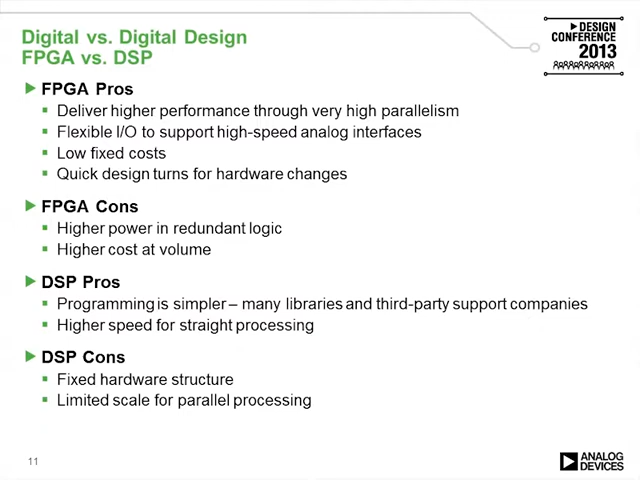 Digital vs. Digital Design
FPGA vs. DSP
DESIGN
CONFERENCE
2013
FPGA Pros
Deliver higher performance through very high parallelism
Flexible I/O to support high-speed analog interfaces
Low fixed costs
Quick design turns for hardware changes
FPGA Cons
Higher power in redundant logic
Higher cost at volume
DSP Pros
Programming is simpler – many libraries and third-party support companies
Higher speed for straight processing
DSP Cons
Fixed hardware structure
Limited scale for parallel processing
11
ANALOG
DEVICES